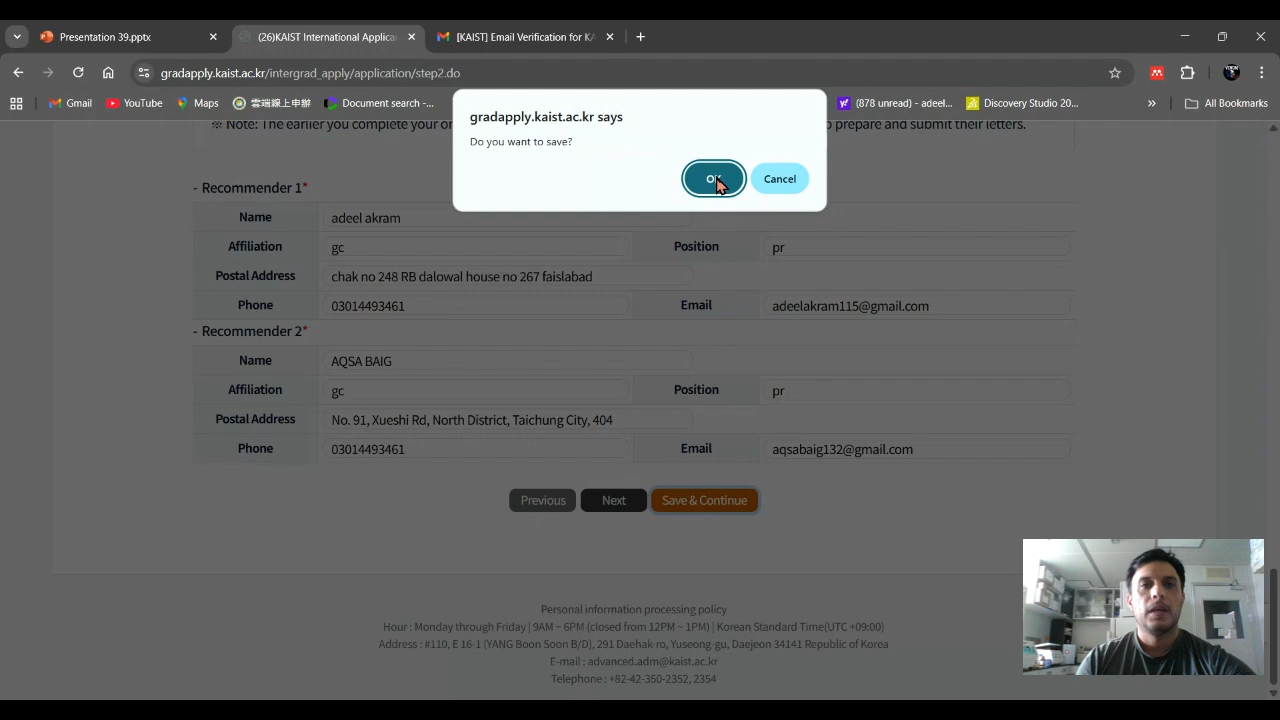 Presentation 39.pptx
(26)KAIST International Applica
[KAIST] Email Verification for KA
gradapply.kaist.ac.kr/intergrad_apply/application/step2.do
Gmail
YouTube
Maps
雲端線上申辦
Document search -...
(878 unread) - adeel...
Discovery Studio 20...
»
All Bookmarks
gradapply.kaist.ac.kr says
Do you want to save?
OK
Cancel
※ Note: The earlier you complete your on
prepare and submit their letters.
- Recommender 1*
Name adeel akram
Affiliation gc Position pr
Postal Address chak no 248 RB dalowal house no 267 faislabad
Phone 03014493461 Email adeelakram115@gmail.com
- Recommender 2*
Name AQSA BAIG
Affiliation gc Position pr
Postal Address No. 91, Xueshi Rd, North District, Taichung City, 404
Phone 03014493461 Email aqsabaig132@gmail.com
Previous Next Save & Continue
Personal information processing policy
Hour : Monday through Friday | 9AM ~ 6PM (closed from 12PM ~ 1PM) | Korean Standard Time(UTC +09:00)
Address : #110, E 16-1 (YANG Boon Soon B/D), 291 Daehak-ro, Yuseong-gu, Daejeon 34141 Republic of Korea
E-mail : advanced.adm@kaist.ac.kr
Telephone : +82-42-350-2352, 2354